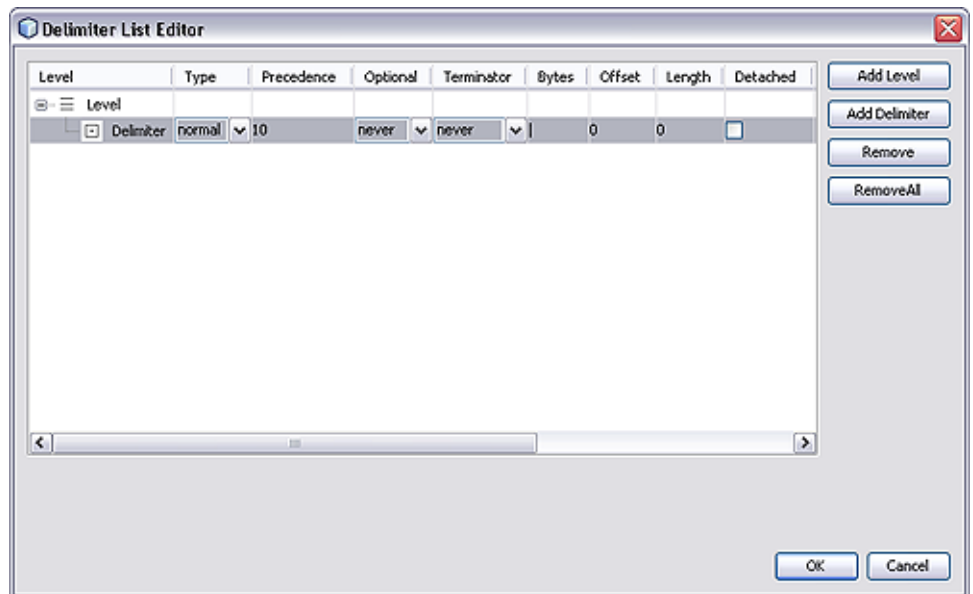 Delimiter List Editor
Level Type Precedence Optional Terminator Bytes Offset Length Detached
Level
Delimiter normal 10 never never | 0 0
Add Level
Add Delimiter
Remove
RemoveAll
OK Cancel